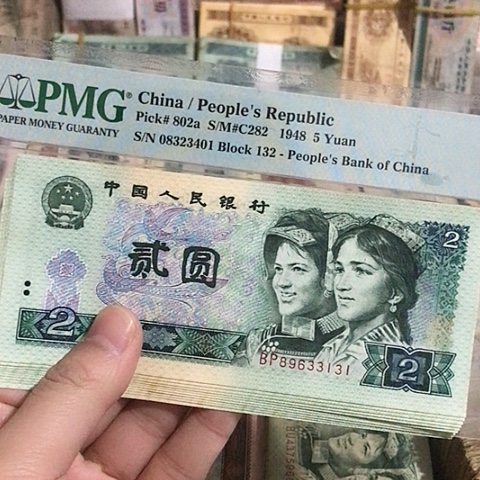 PMG®
PAPER MONEY GUARANTY
China / People's Republic
Pick# 802a S/M#C282 1948 5 Yuan
S/N 08323401 Block 132 - People's Bank of China
中国人民银行
2
贰圆
2
BP89633131
2